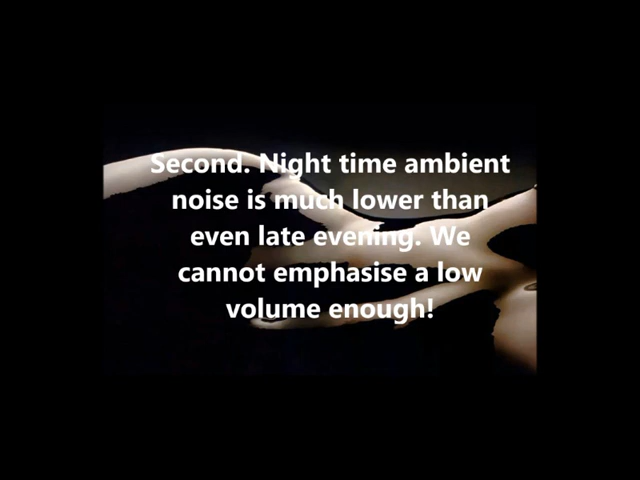 Second. Night time ambient
noise is much lower than
even late evening. We
cannot emphasise a low
volume enough!